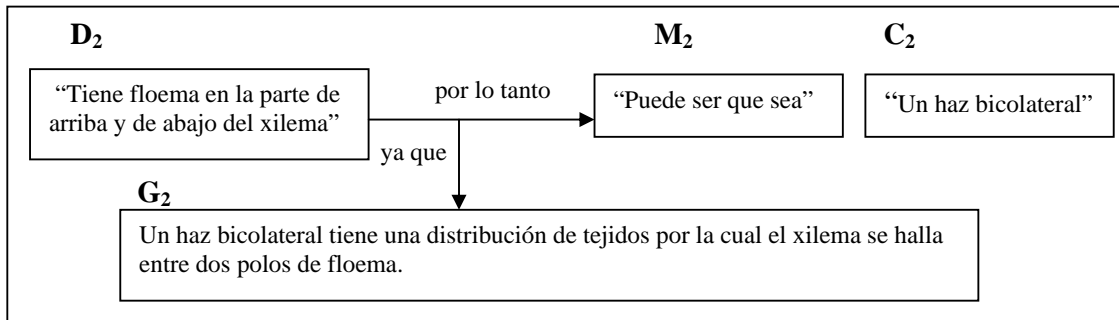 D₂
M₂
C₂
“Tiene floema en la parte de
arriba y de abajo del xilema”
por lo tanto
“Puede ser que sea”
“Un haz bicolateral”
ya que
G₂
Un haz bicolateral tiene una distribución de tejidos por la cual el xilema se halla
entre dos polos de floema.